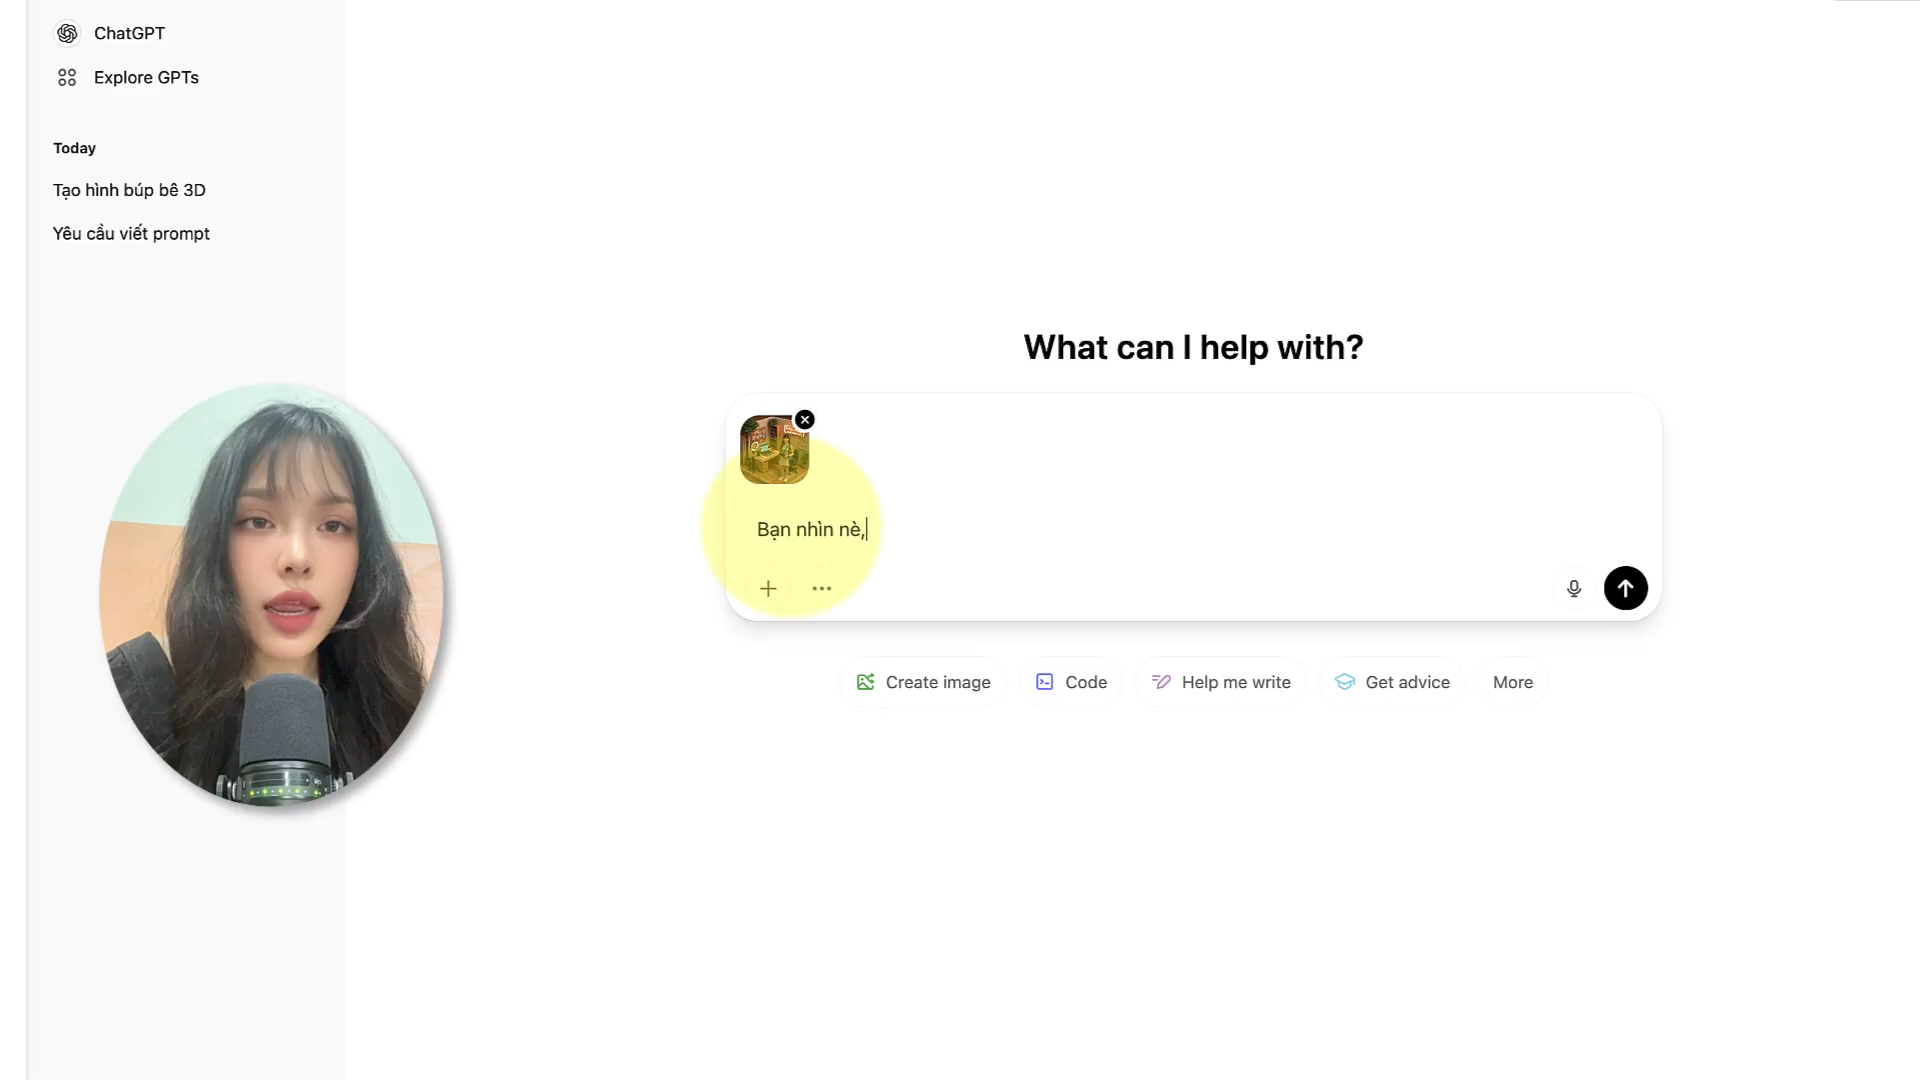 ChatGPT
Explore GPTs
Today
Tạo hình búp bê 3D
Yêu cầu viết prompt
What can I help with?
Bạn nhìn nè,
Create image
Code
Help me write
Get advice
More